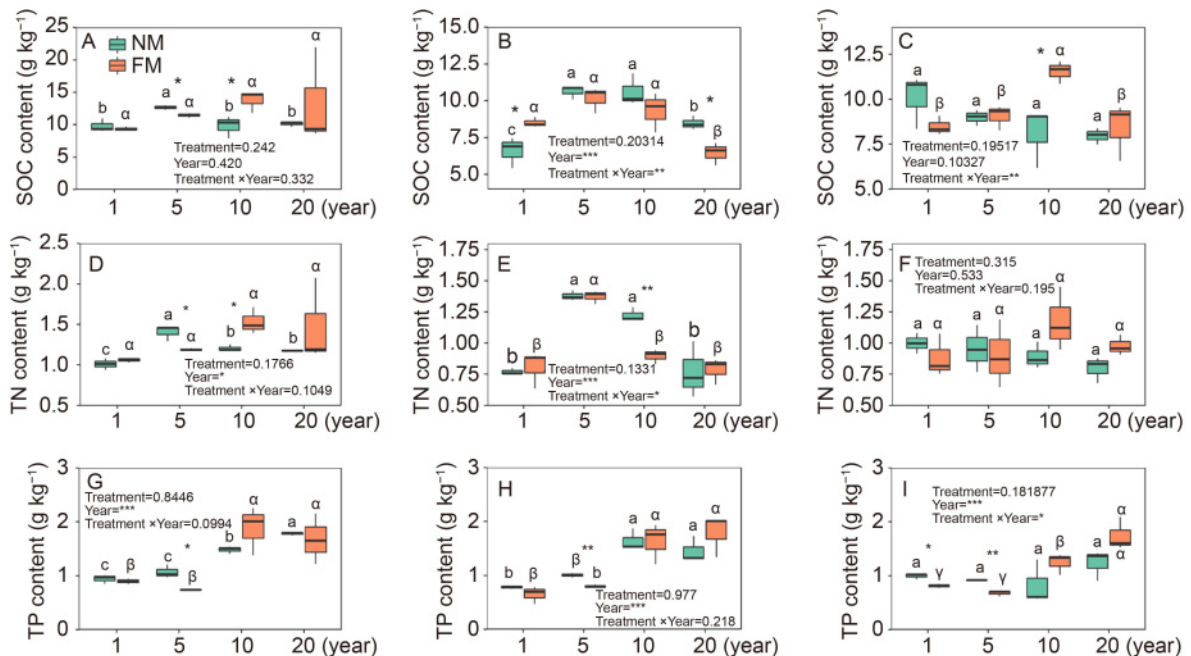 SOC content (g kg⁻¹)
25
20
15
10
5
0
A
NM
FM
b α
a * α
b * α
b α
Treatment=0.242
Year=0.420
Treatment ×Year=0.332
1 5 10 20 (year)
SOC content (g kg⁻¹)
12.5
10.0
7.5
5.0
B
* c α
a α
a α
b * β
Treatment=0.20314
Year=***
Treatment ×Year=**
1 5 10 20 (year)
SOC content (g kg⁻¹)
12.5
10.0
7.5
5.0
C
a β
a β
a * α
a β
Treatment=0.19517
Year=0.10327
Treatment ×Year=**
1 5 10 20 (year)
TN content (g kg⁻¹)
2.5
2.0
1.5
1.0
0.5
D
c α
a * α
b * α
b α
Treatment=0.1766
Year=*
Treatment ×Year=0.1049
1 5 10 20 (year)
TN content (g kg⁻¹)
1.75
1.50
1.25
1.00
0.75
0.50
E
b β
a α
a ** β
b β
Treatment=0.1331
Year=***
Treatment ×Year=*
1 5 10 20 (year)
TN content (g kg⁻¹)
1.75
1.50
1.25
1.00
0.75
0.50
F
Treatment=0.315
Year=0.533
Treatment ×Year=0.195
a α
a α
a α
a α
1 5 10 20 (year)
TP content (g kg⁻¹)
3
2
1
0
G
Treatment=0.8446
Year=***
Treatment ×Year=0.0994
c β
c * β
b α
a α
1 5 10 20 (year)
TP content (g kg⁻¹)
3
2
1
0
H
b β
a β ** b
a α
a α
Treatment=0.977
Year=***
Treatment ×Year=0.218
1 5 10 20 (year)
TP content (g kg⁻¹)
3
2
1
0
I
Treatment=0.181877
Year=***
Treatment ×Year=*
a * γ
a ** γ
a β
a α α
1 5 10 20 (year)